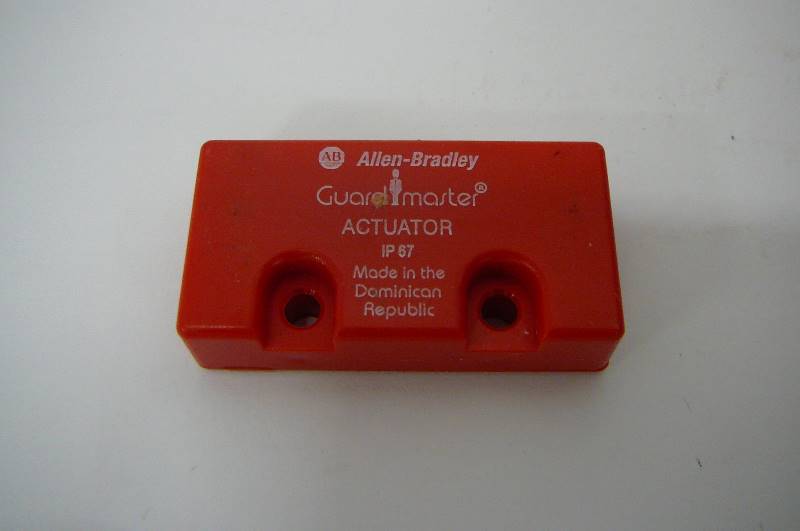 AB Allen-Bradley
Guardmaster®
ACTUATOR
IP 67
Made in the
Dominican
Republic